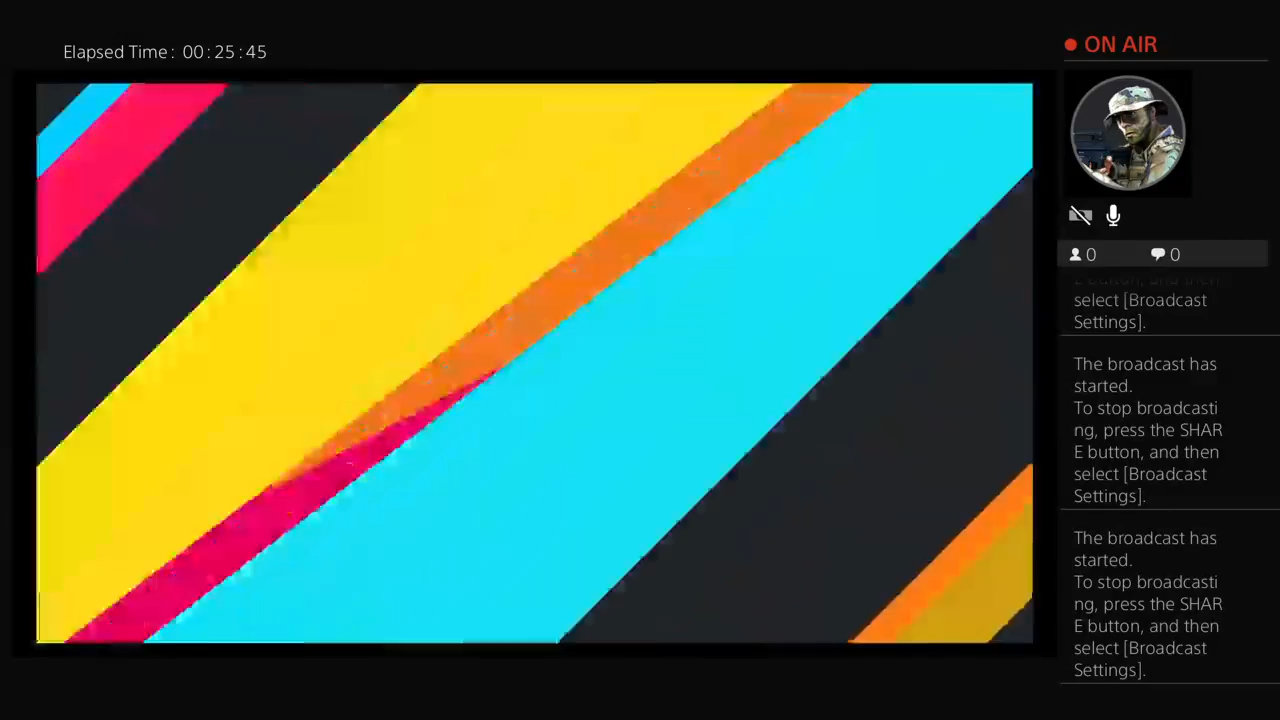 Elapsed Time: 00:25:45
ON AIR
0 0
select [Broadcast
Settings].
The broadcast has
started.
To stop broadcasti
ng, press the SHAR
E button, and then
select [Broadcast
Settings].
The broadcast has
started.
To stop broadcasti
ng, press the SHAR
E button, and then
select [Broadcast
Settings].